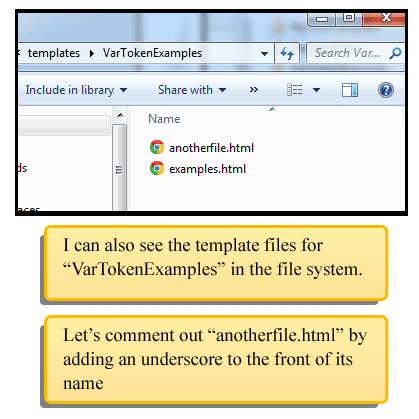 templates ▸ VarTokenExamples
Search Var...
Include in library
Share with
»
Name
anotherfile.html
examples.html
ds
aces
I can also see the template files for
“VarTokenExamples” in the file system.
Let’s comment out “anotherfile.html” by
adding an underscore to the front of its
name